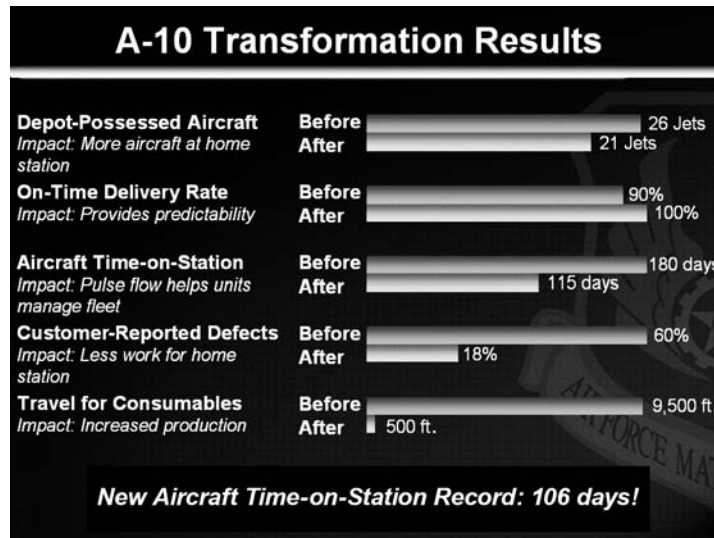 A-10 Transformation Results
Depot-Possessed Aircraft
Impact: More aircraft at home
station
Before 26 Jets
After 21 Jets
On-Time Delivery Rate
Impact: Provides predictability
Before 90%
After 100%
Aircraft Time-on-Station
Impact: Pulse flow helps units
manage fleet
Before 180 days
After 115 days
Customer-Reported Defects
Impact: Less work for home
station
Before 60%
After 18%
Travel for Consumables
Impact: Increased production
Before 9,500 ft.
After 500 ft.
AIR FORCE MAT
New Aircraft Time-on-Station Record: 106 days!